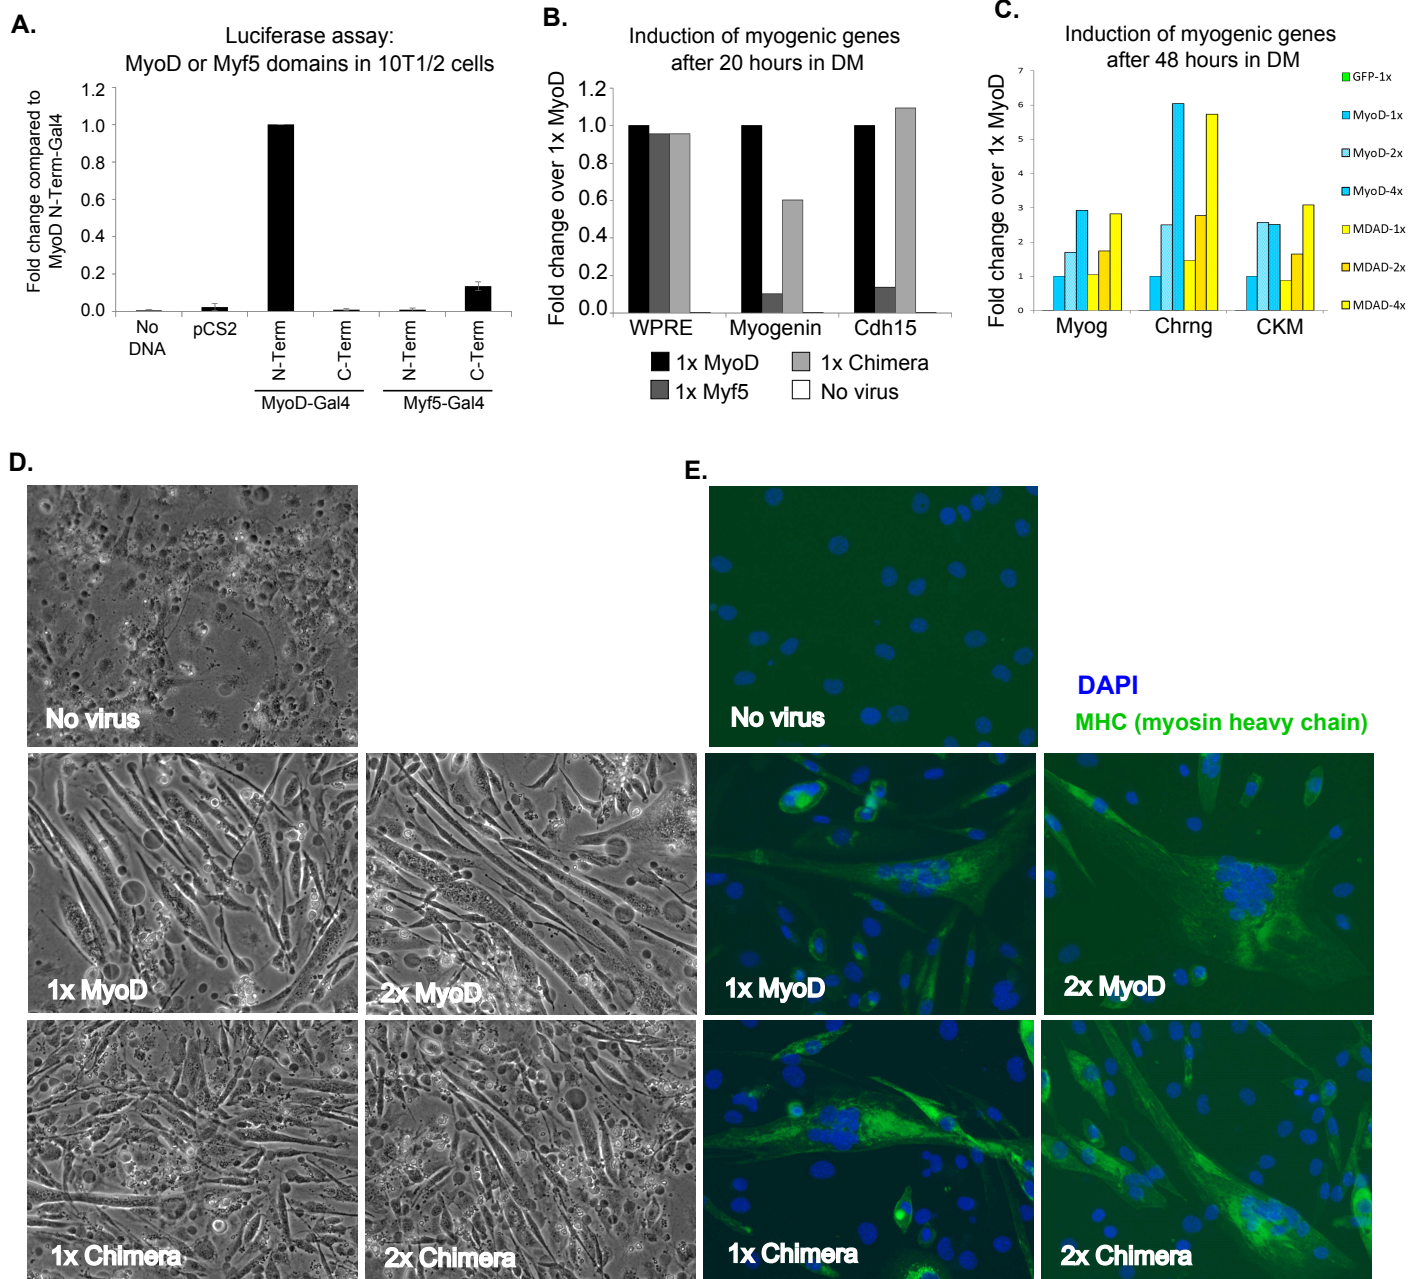 A.
Luciferase assay:
MyoD or Myf5 domains in 10T1/2 cells
Fold change compared to
MyoD N-Term-Gal4
1.2
1.0
0.8
0.6
0.4
0.2
0.0
No
DNA
pCS2
N-Term
C-Term
N-Term
C-Term
MyoD-Gal4
Myf5-Gal4
B.
Induction of myogenic genes
after 20 hours in DM
Fold change over 1x MyoD
1.2
1.0
0.8
0.6
0.4
0.2
0.0
WPRE
Myogenin
Cdh15
1x MyoD
1x Chimera
1x Myf5
No virus
C.
Induction of myogenic genes
after 48 hours in DM
Fold change over 1x MyoD
7
6
5
4
3
2
1
0
Myog
Chrng
CKM
GFP-1x
MyoD-1x
MyoD-2x
MyoD-4x
MDAD-1x
MDAD-2x
MDAD-4x
D.
No virus
1x MyoD
2x MyoD
1x Chimera
2x Chimera
E.
No virus
DAPI
MHC (myosin heavy chain)
1x MyoD
2x MyoD
1x Chimera
2x Chimera